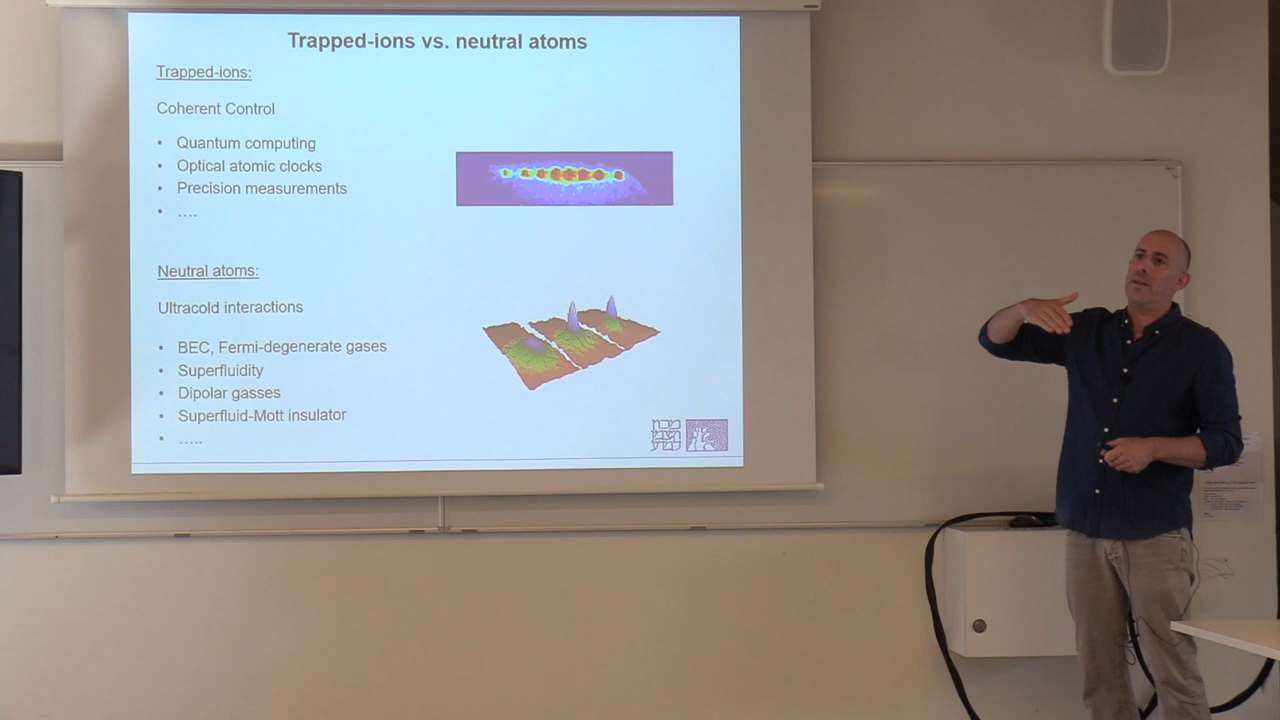 Trapped-ions vs. neutral atoms
Trapped-ions:
Coherent Control
• Quantum computing
• Optical atomic clocks
• Precision measurements
• ....
Neutral atoms:
Ultracold interactions
• BEC, Fermi-degenerate gases
• Superfluidity
• Dipolar gasses
• Superfluid-Mott insulator
• .....